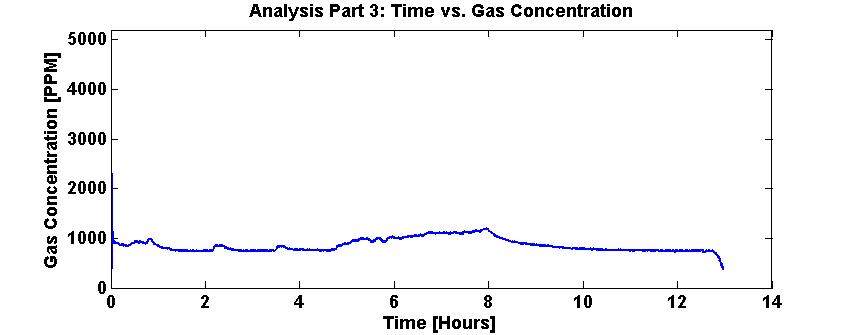 Analysis Part 3: Time vs. Gas Concentration
Gas Concentration [PPM]
5000
4000
3000
2000
1000
0
0 2 4 6 8 10 12 14
Time [Hours]